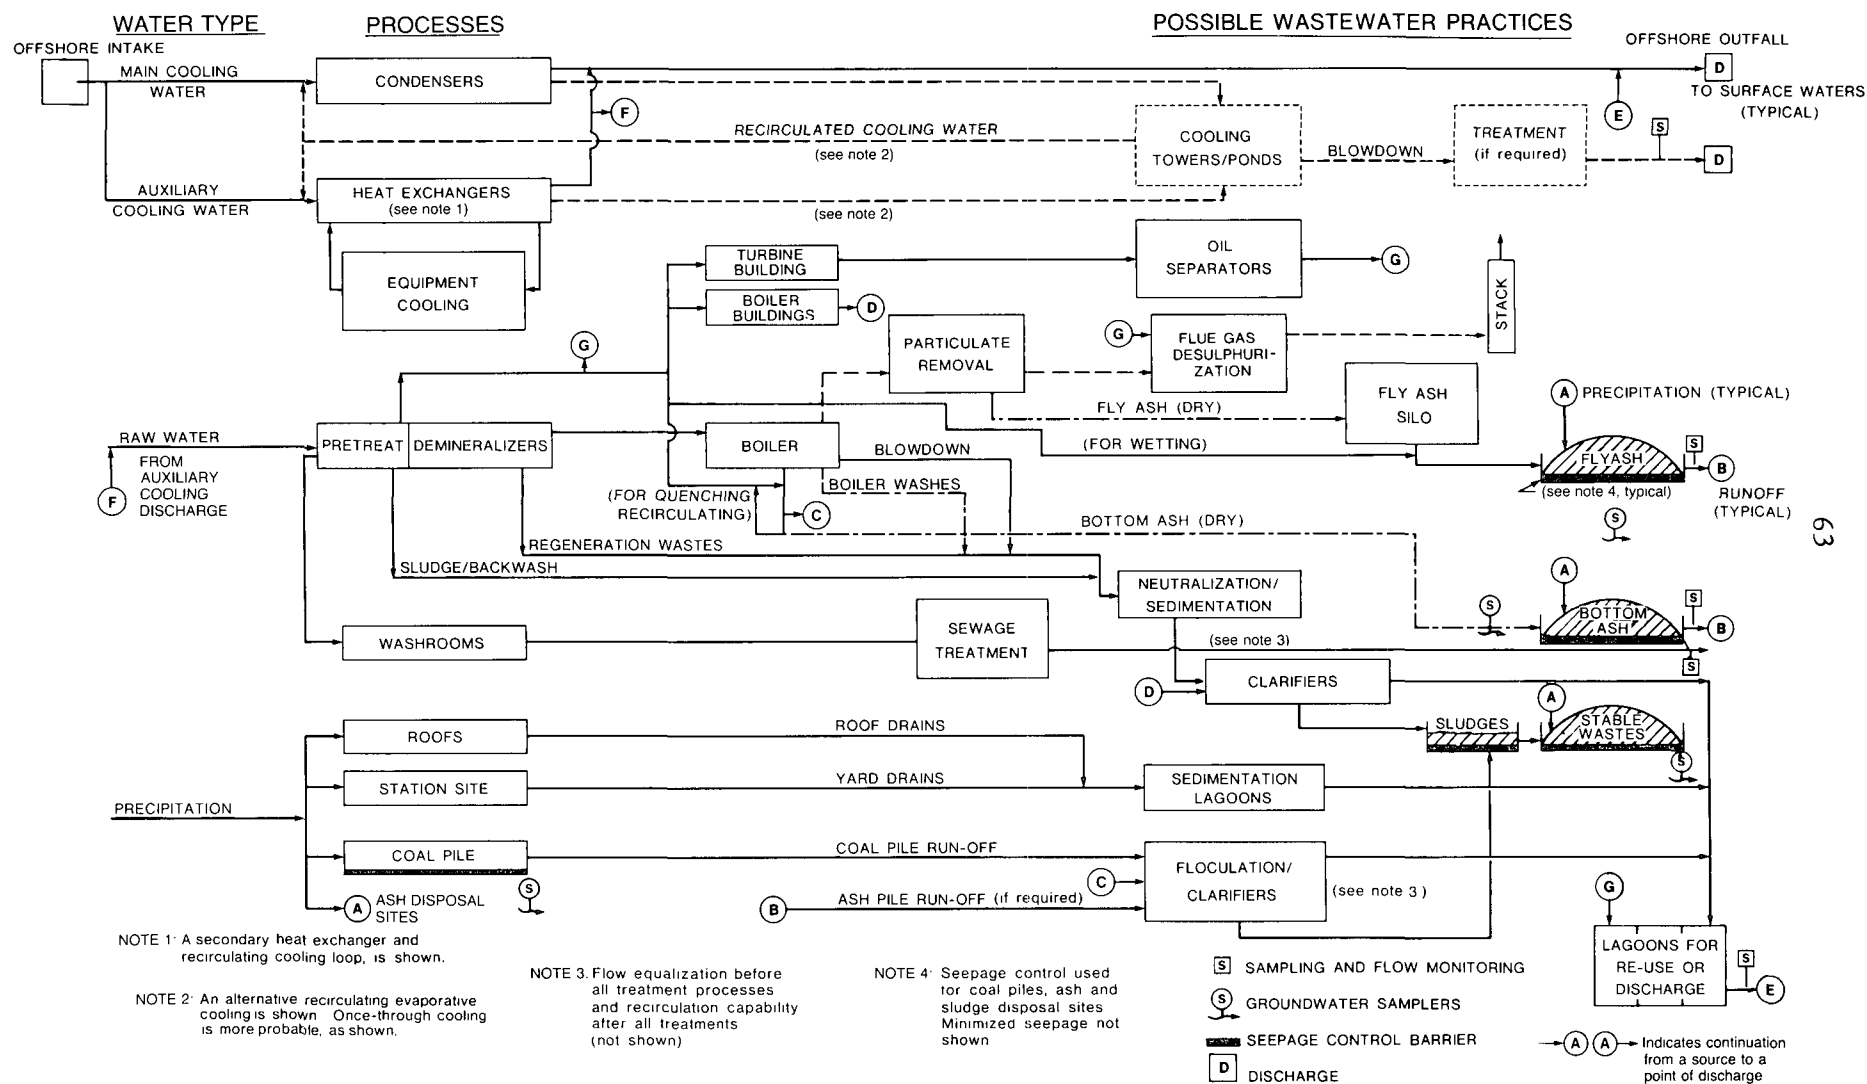 WATER TYPE
PROCESSES
POSSIBLE WASTEWATER PRACTICES
OFFSHORE INTAKE
MAIN COOLING
WATER
CONDENSERS
OFFSHORE OUTFALL
D
TO SURFACE WATERS
(TYPICAL)
F
E
RECIRCULATED COOLING WATER
(see note 2)
COOLING
TOWERS/PONDS
BLOWDOWN
TREATMENT
(if required)
S
D
AUXILIARY
COOLING WATER
HEAT EXCHANGERS
(see note 1)
(see note 2)
EQUIPMENT
COOLING
TURBINE
BUILDING
OIL
SEPARATORS
G
BOILER
BUILDINGS
D
STACK
G
PARTICULATE
REMOVAL
G
FLUE GAS
DESULPHURI-
ZATION
FLY ASH (DRY)
FLY ASH
SILO
A
PRECIPITATION (TYPICAL)
RAW WATER
FROM
AUXILIARY
COOLING
DISCHARGE
F
PRETREAT
DEMINERALIZERS
BOILER
BLOWDOWN
(FOR WETTING)
FLYASH
S
B
(see note 4, typical)
RUNOFF
(TYPICAL)
BOILER WASHES
(FOR QUENCHING
RECIRCULATING)
C
BOTTOM ASH (DRY)
S
63
REGENERATION WASTES
SLUDGE/BACKWASH
NEUTRALIZATION/
SEDIMENTATION
A
S
BOTTOM
ASH
S
B
S
WASHROOMS
SEWAGE
TREATMENT
(see note 3)
D
CLARIFIERS
A
SLUDGES
STABLE
WASTES
S
ROOFS
ROOF DRAINS
STATION SITE
YARD DRAINS
SEDIMENTATION
LAGOONS
PRECIPITATION
COAL PILE
COAL PILE RUN-OFF
S
FLOCULATION/
CLARIFIERS
(see note 3)
C
A
ASH DISPOSAL
SITES
B
ASH PILE RUN-OFF (if required)
G
LAGOONS FOR
RE-USE OR
DISCHARGE
S
E
NOTE 1: A secondary heat exchanger and
recirculating cooling loop, is shown.
NOTE 2: An alternative recirculating evaporative
cooling is shown Once-through cooling
is more probable, as shown.
NOTE 3. Flow equalization before
all treatment processes
and recirculation capability
after all treatments
(not shown)
NOTE 4: Seepage control used
for coal piles, ash and
sludge disposal sites
Minimized seepage not
shown
S SAMPLING AND FLOW MONITORING
S GROUNDWATER SAMPLERS
SEEPAGE CONTROL BARRIER
D DISCHARGE
A A Indicates continuation
from a source to a
point of discharge